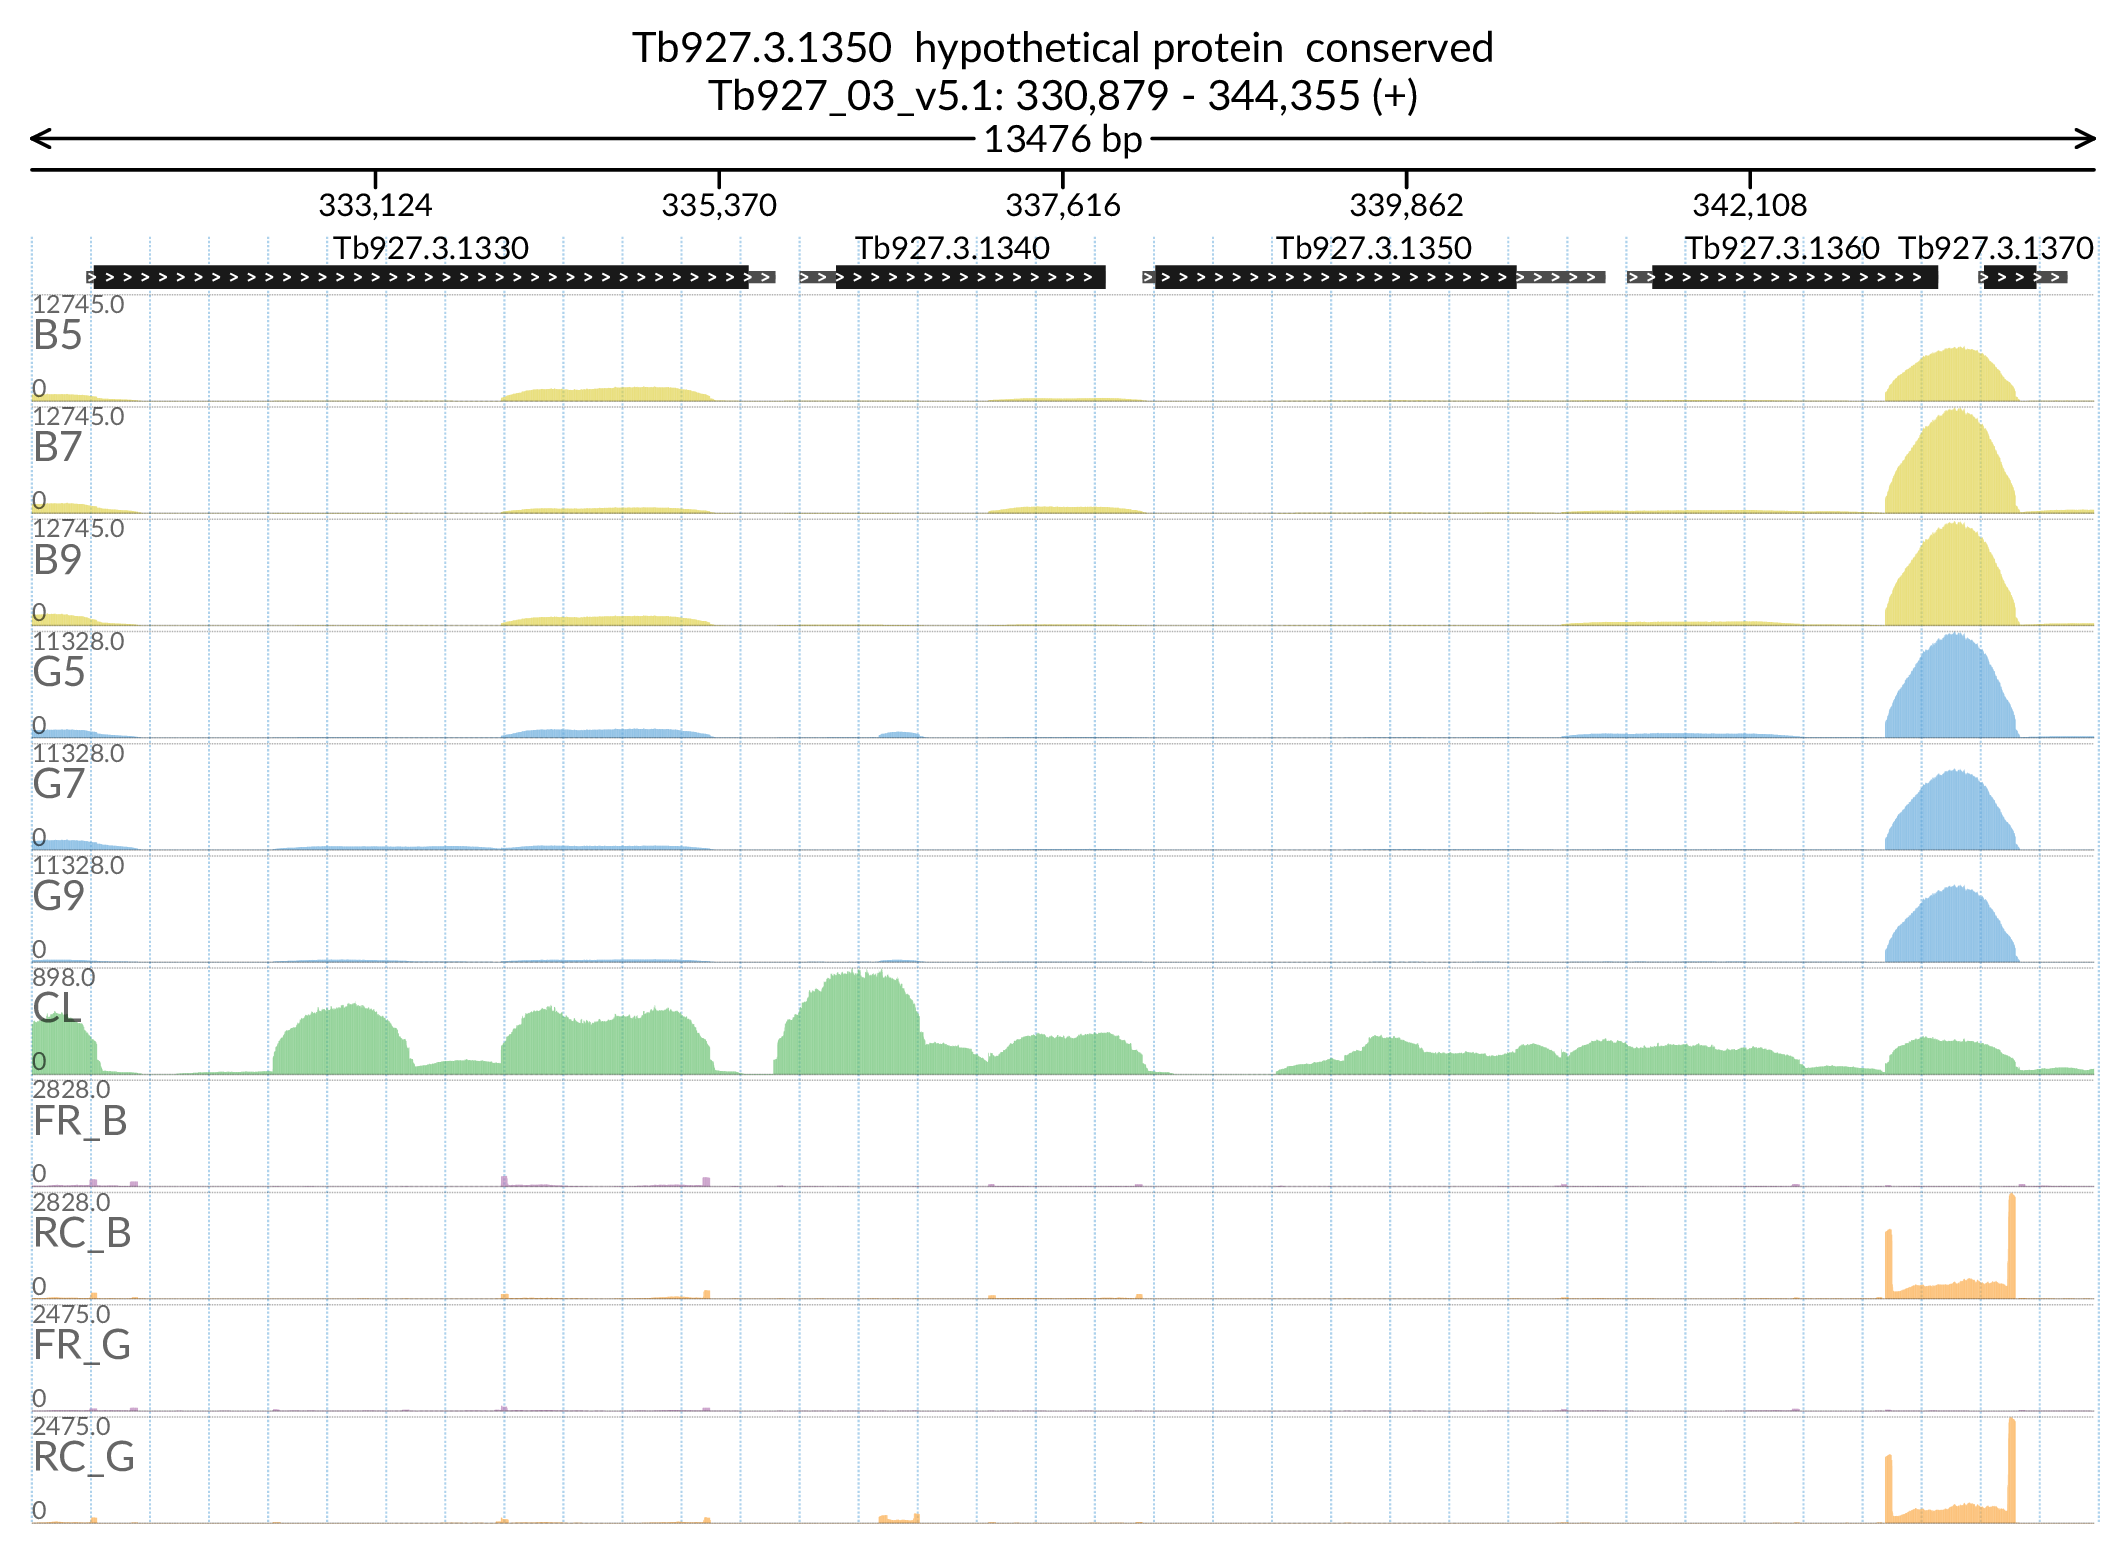 Tb927.3.1350  hypothetical protein  conserved
Tb927_03_v5.1: 330,879 - 344,355 (+)
13476 bp
333,124 335,370 337,616 339,862 342,108
Tb927.3.1330 Tb927.3.1340 Tb927.3.1350 Tb927.3.1360 Tb927.3.1370
12745.0
B5
0
12745.0
B7
0
12745.0
B9
0
11328.0
G5
0
11328.0
G7
0
11328.0
G9
0
898.0
CL
0
2828.0
FR_B
0
2828.0
RC_B
0
2475.0
FR_G
0
2475.0
RC_G
0